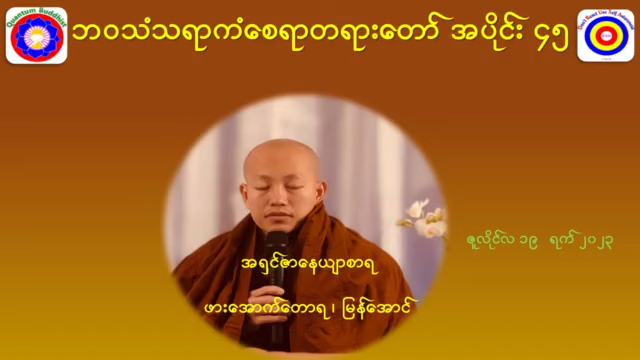 Quantum Buddhist
ဘဝသံသရာကံစေရာတရားတော် အပိုင်း ၄၅
ဇူလိုင်လ ၁၉ ရက် ၂၀၂၃
အရှင်ဇာနေယျာစာရ
ဖားအောက်တောရ၊ မြန်အောင်